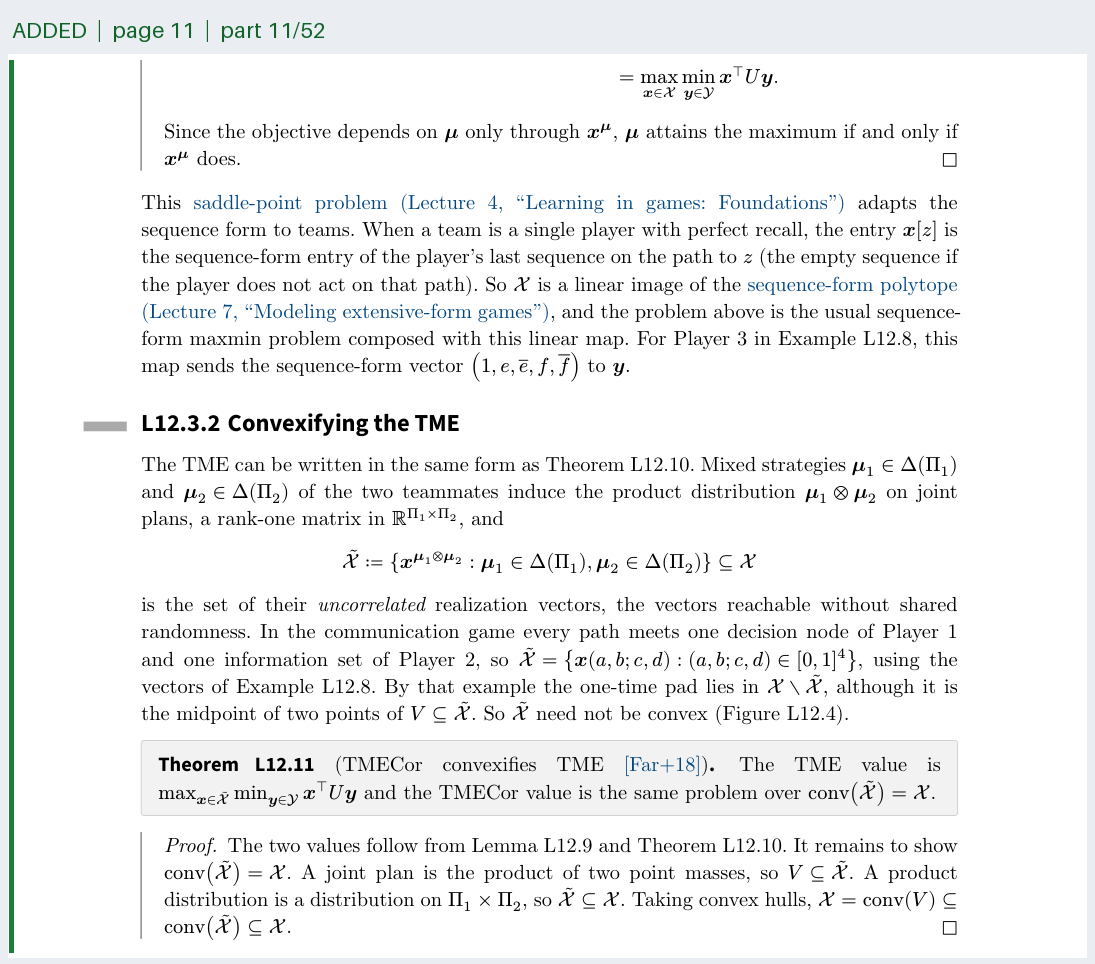 ADDED | page 11 | part 11/52
= max_{𝒙∈𝒳} min_{𝒚∈𝒴} 𝒙^⊤ U𝒚.
Since the objective depends on 𝝁 only through 𝒙^𝝁, 𝝁 attains the maximum if and only if
𝒙^𝝁 does. □
This saddle-point problem (Lecture 4, “Learning in games: Foundations”) adapts the
sequence form to teams. When a team is a single player with perfect recall, the entry 𝒙[z] is
the sequence-form entry of the player’s last sequence on the path to z (the empty sequence if
the player does not act on that path). So 𝒳 is a linear image of the sequence-form polytope
(Lecture 7, “Modeling extensive-form games”), and the problem above is the usual sequence-
form maxmin problem composed with this linear map. For Player 3 in Example L12.8, this
map sends the sequence-form vector (1, e, e̅, f, f̅) to 𝒚.
L12.3.2 Convexifying the TME
The TME can be written in the same form as Theorem L12.10. Mixed strategies 𝝁₁ ∈ Δ(Π₁)
and 𝝁₂ ∈ Δ(Π₂) of the two teammates induce the product distribution 𝝁₁ ⊗ 𝝁₂ on joint
plans, a rank-one matrix in ℝ^{Π₁×Π₂}, and
𝒳̃ ≔ {𝒙^{𝝁₁⊗𝝁₂} : 𝝁₁ ∈ Δ(Π₁), 𝝁₂ ∈ Δ(Π₂)} ⊆ 𝒳
is the set of their uncorrelated realization vectors, the vectors reachable without shared
randomness. In the communication game every path meets one decision node of Player 1
and one information set of Player 2, so 𝒳̃ = {𝒙(a, b; c, d) : (a, b; c, d) ∈ [0, 1]⁴}, using the
vectors of Example L12.8. By that example the one-time pad lies in 𝒳 ∖ 𝒳̃, although it is
the midpoint of two points of V ⊆ 𝒳̃. So 𝒳̃ need not be convex (Figure L12.4).
Theorem L12.11 (TMECor convexifies TME [Far+18]). The TME value is
max_{𝒙∈𝒳̃} min_{𝒚∈𝒴} 𝒙^⊤ U𝒚 and the TMECor value is the same problem over conv(𝒳̃) = 𝒳.
Proof. The two values follow from Lemma L12.9 and Theorem L12.10. It remains to show
conv(𝒳̃) = 𝒳. A joint plan is the product of two point masses, so V ⊆ 𝒳̃. A product
distribution is a distribution on Π₁ × Π₂, so 𝒳̃ ⊆ 𝒳. Taking convex hulls, 𝒳 = conv(V) ⊆
conv(𝒳̃) ⊆ 𝒳. □